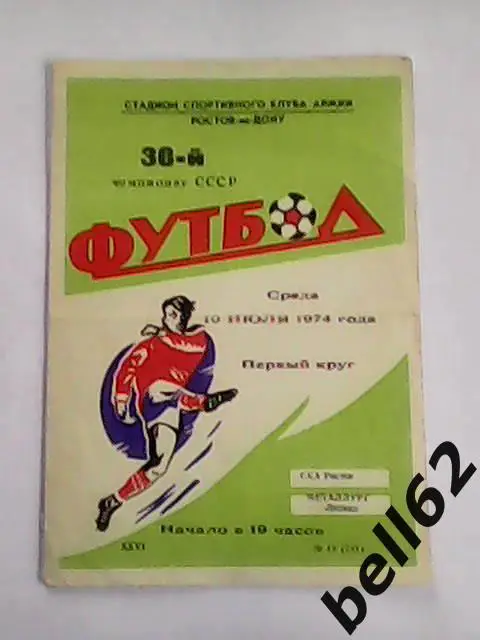 СТАДИОН СПОРТИВНОГО КЛУБА АРМИИ
РОСТОВ-на-ДОНУ
30-й
чемпионат СССР
ФУТБОЛ
Среда
10 ИЮЛЯ 1974 года
Первый круг
СКА Ростов
МЕТАЛЛУРГ
Начало в 19 часов
XXVI
bell62